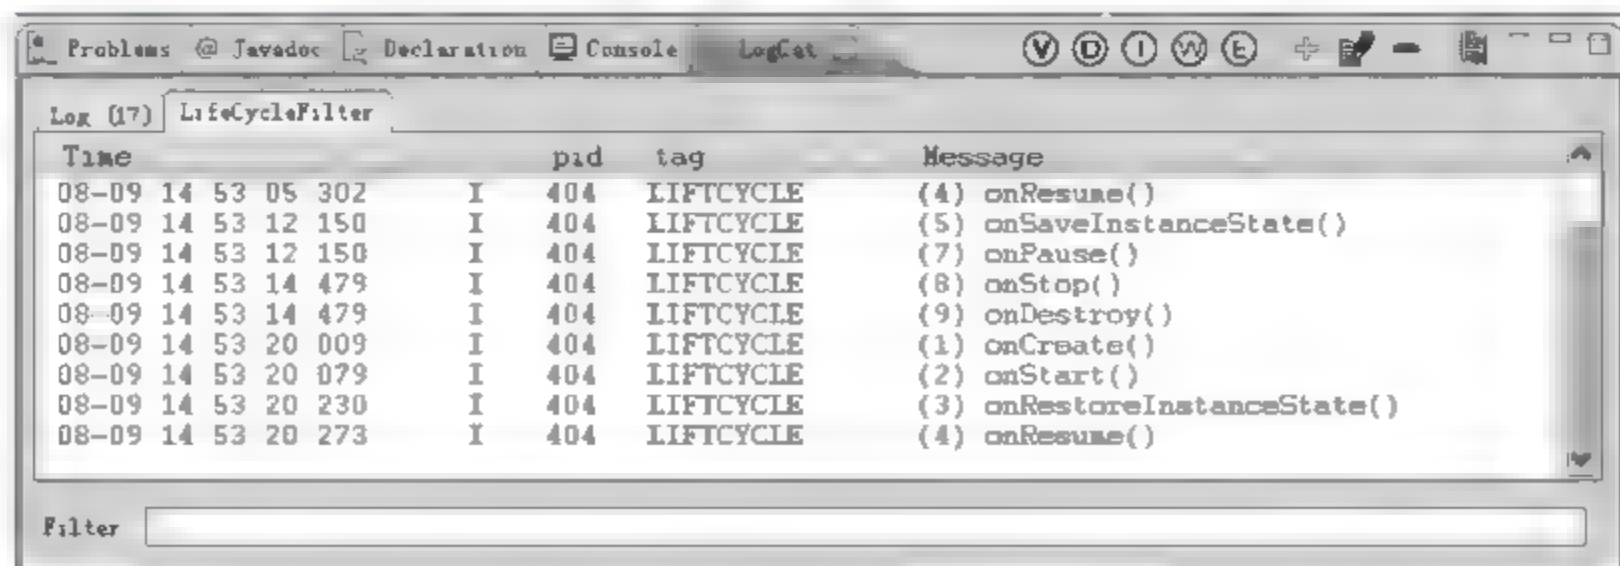 Problems @ Javadoc Declaration Console LogCat V D I W E
Log (17) LifeCycleFilter
Time pid tag Message
08-09 14 53 05 302 I 404 LIFTCYCLE (4) onResume()
08-09 14 53 12 150 I 404 LIFTCYCLE (5) onSaveInstanceState()
08-09 14 53 12 150 I 404 LIFTCYCLE (7) onPause()
08-09 14 53 14 479 I 404 LIFTCYCLE (8) onStop()
08-09 14 53 14 479 I 404 LIFTCYCLE (9) onDestroy()
08-09 14 53 20 009 I 404 LIFTCYCLE (1) onCreate()
08-09 14 53 20 079 I 404 LIFTCYCLE (2) onStart()
08-09 14 53 20 230 I 404 LIFTCYCLE (3) onRestoreInstanceState()
08-09 14 53 20 273 I 404 LIFTCYCLE (4) onResume()
Filter